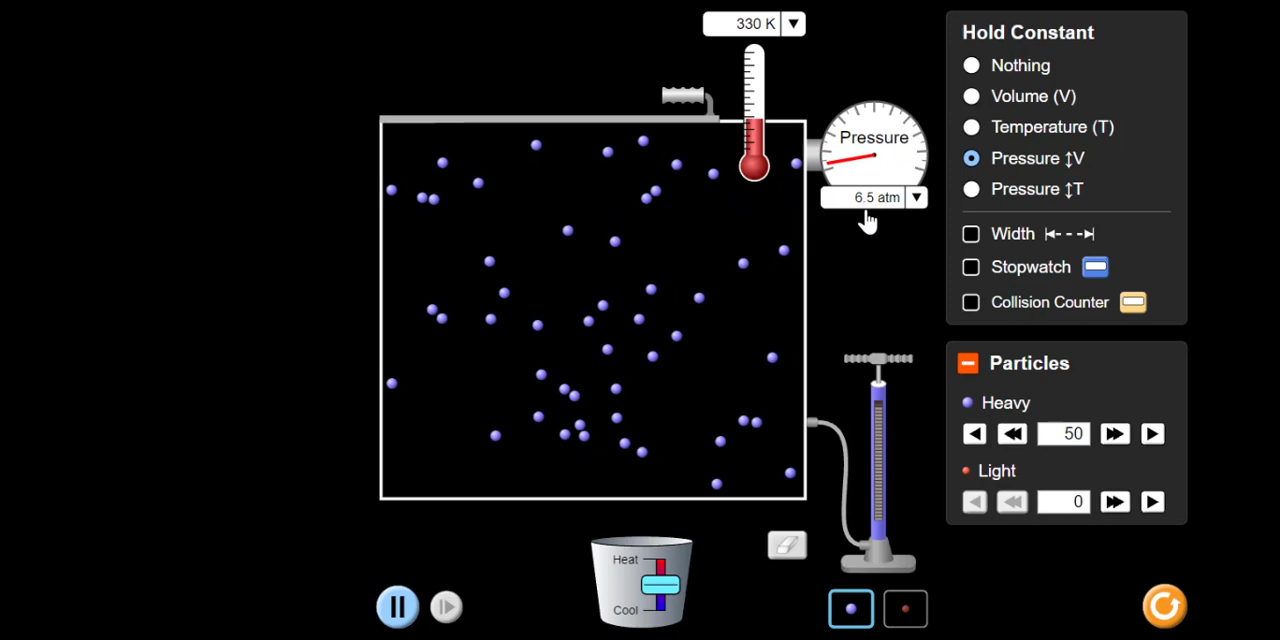 330 K
Pressure
6.5 atm
Hold Constant
Nothing
Volume (V)
Temperature (T)
Pressure ↕V
Pressure ↕T
Width
Stopwatch
Collision Counter
Particles
Heavy
50
Light
0
Heat
Cool